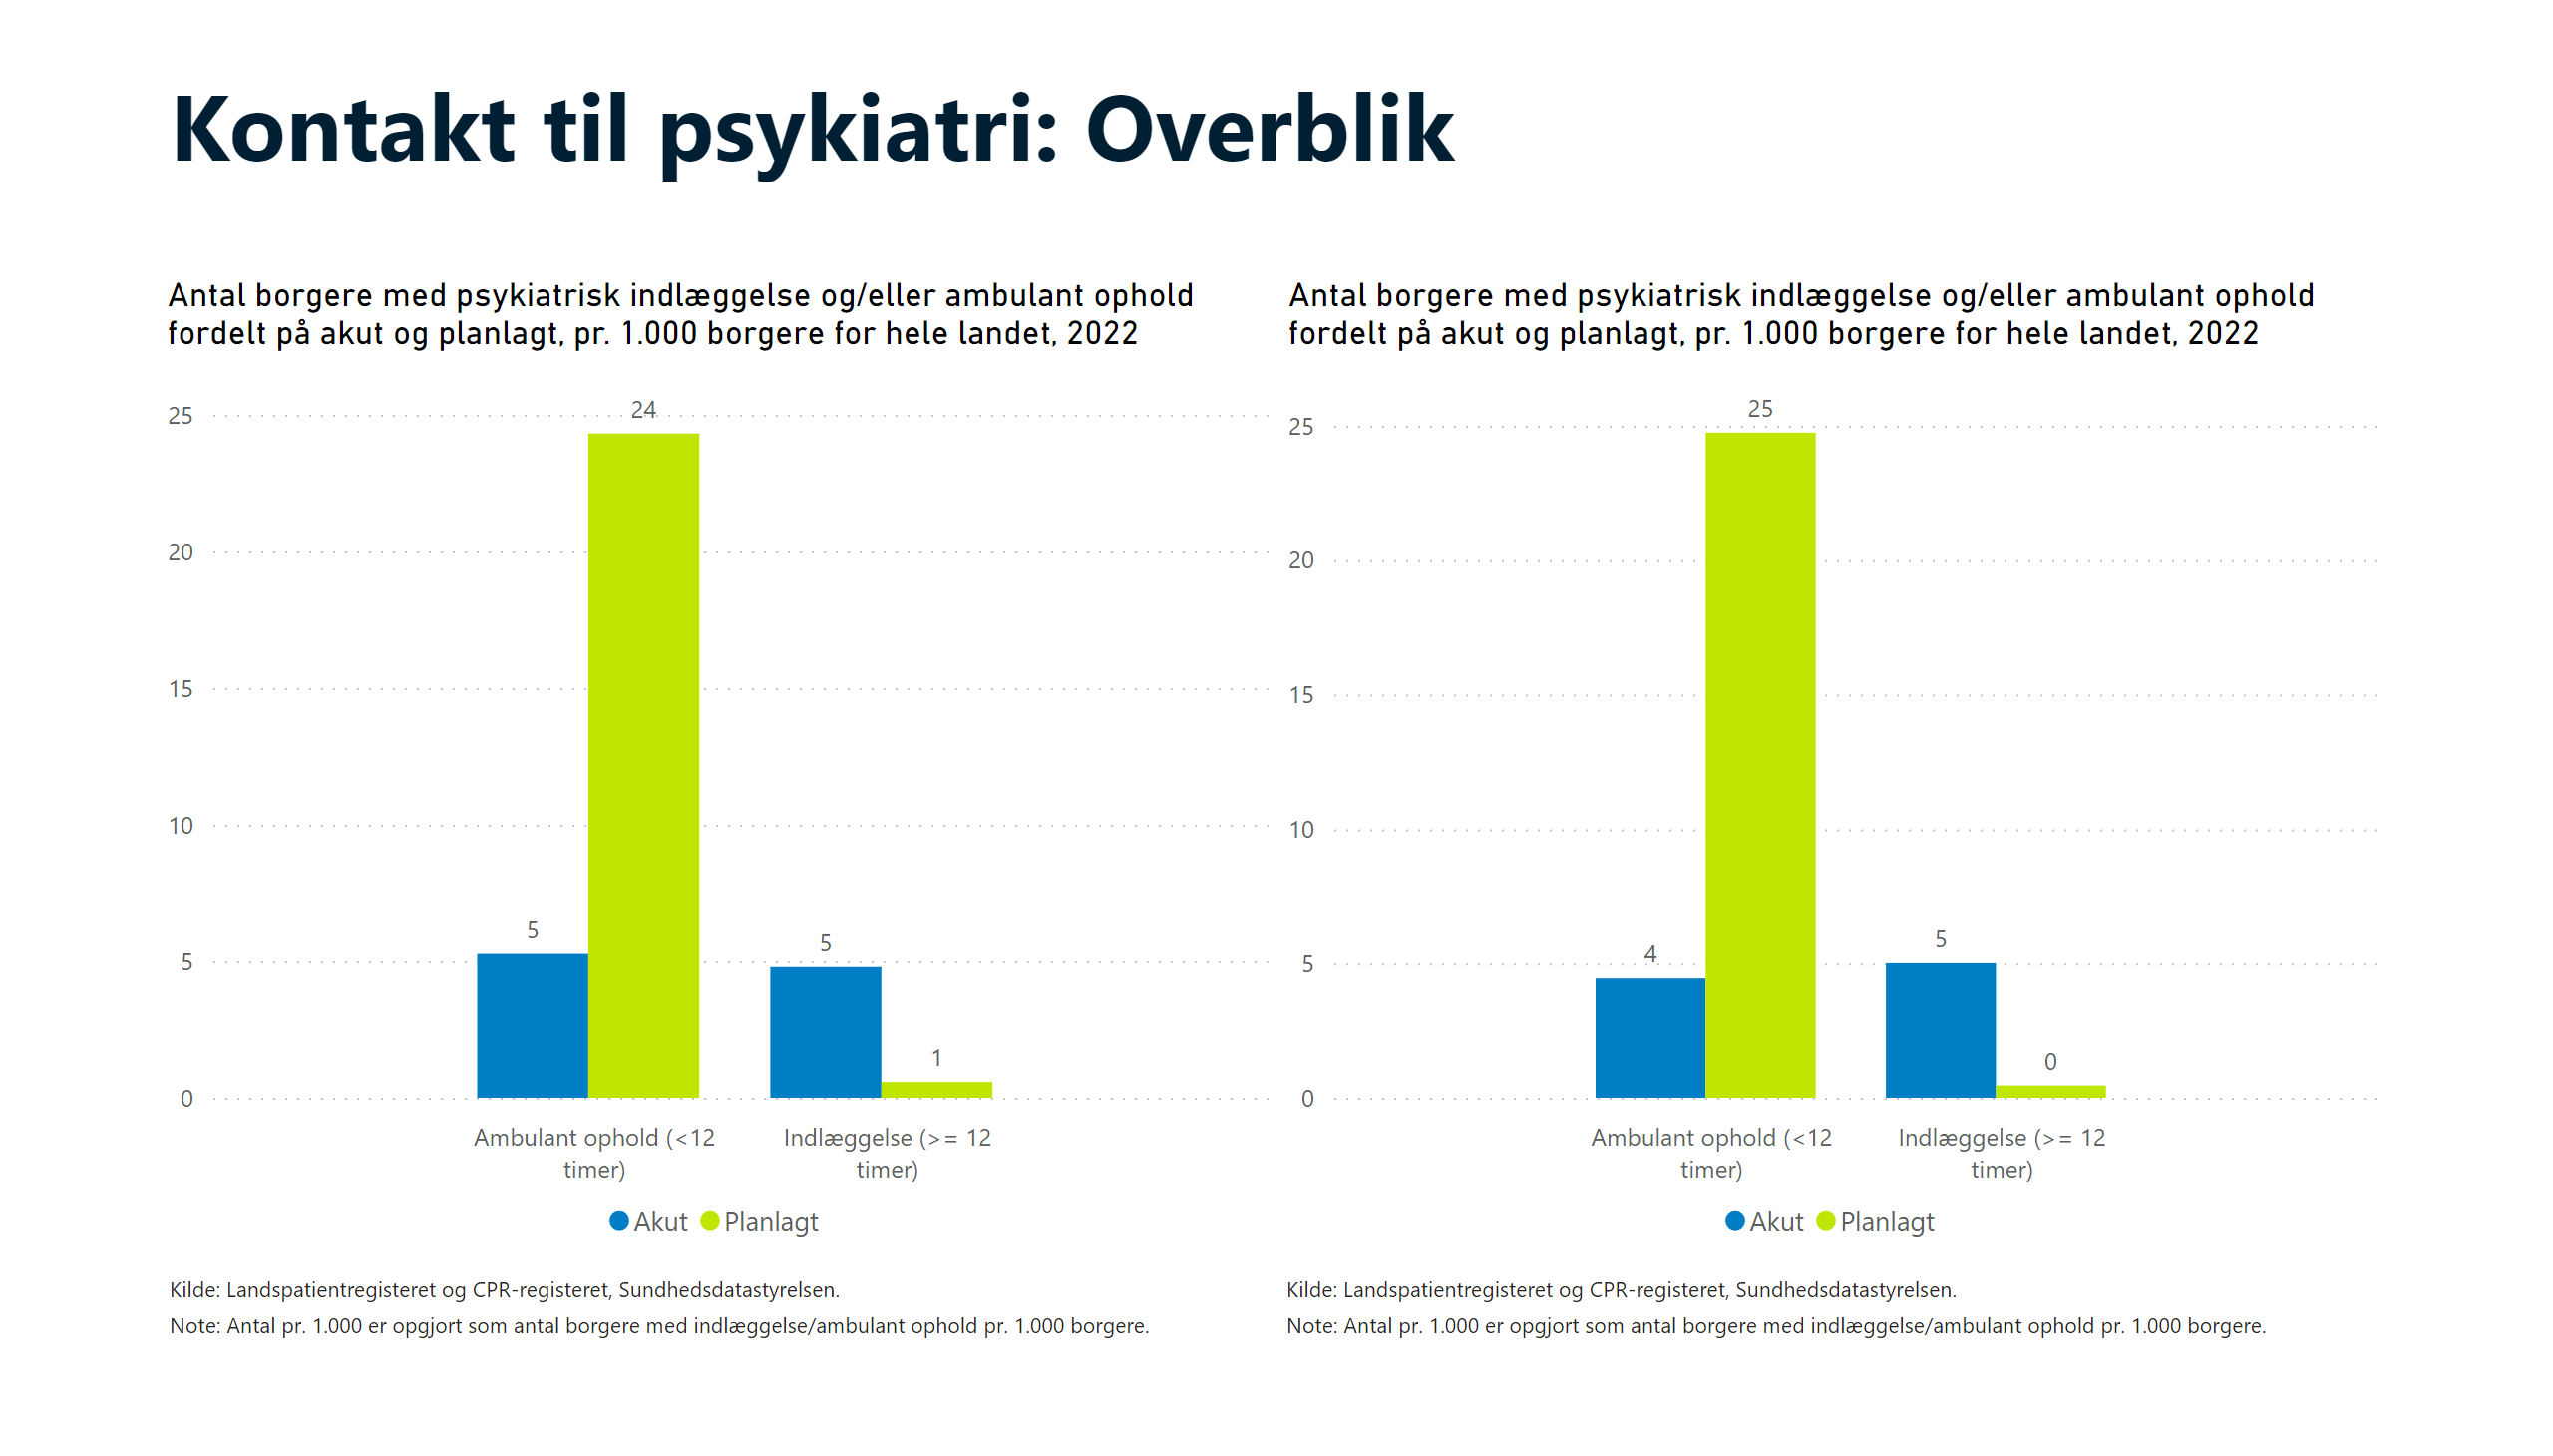 Kontakt til psykiatri: Overblik
Antal borgere med psykiatrisk indlæggelse og/eller ambulant ophold
fordelt på akut og planlagt, pr. 1.000 borgere for hele landet, 2022
25
20
15
10
5
0
24
5
5
1
Ambulant ophold (<12
timer)
Indlæggelse (>= 12
timer)
Akut Planlagt
Kilde: Landspatientregisteret og CPR-registeret, Sundhedsdatastyrelsen.
Note: Antal pr. 1.000 er opgjort som antal borgere med indlæggelse/ambulant ophold pr. 1.000 borgere.
Antal borgere med psykiatrisk indlæggelse og/eller ambulant ophold
fordelt på akut og planlagt, pr. 1.000 borgere for hele landet, 2022
25
20
15
10
5
0
25
4
5
0
Ambulant ophold (<12
timer)
Indlæggelse (>= 12
timer)
Akut Planlagt
Kilde: Landspatientregisteret og CPR-registeret, Sundhedsdatastyrelsen.
Note: Antal pr. 1.000 er opgjort som antal borgere med indlæggelse/ambulant ophold pr. 1.000 borgere.